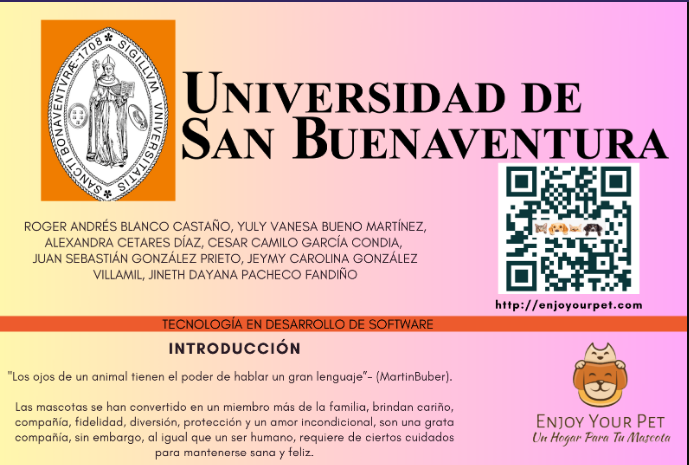 SANCTI BONAVENTVRÆ-1708 ★ SIGILLVM VNIVERSITATIS ★
UNIVERSIDAD DE
SAN BUENAVENTURA
ROGER ANDRÉS BLANCO CASTAÑO, YULY VANESA BUENO MARTÍNEZ,
ALEXANDRA CETARES DÍAZ, CESAR CAMILO GARCÍA CONDIA,
JUAN SEBASTIÁN GONZÁLEZ PRIETO, JEYMY CAROLINA GONZÁLEZ
VILLAMIL, JINETH DAYANA PACHECO FANDIÑO
http://enjoyourpet.com
TECNOLOGÍA EN DESARROLLO DE SOFTWARE
INTRODUCCIÓN
"Los ojos de un animal tienen el poder de hablar un gran lenguaje"- (MartinBuber).
Las mascotas se han convertido en un miembro más de la familia, brindan cariño,
compañía, fidelidad, diversión, protección y un amor incondicional, son una grata
compañía, sin embargo, al igual que un ser humano, requiere de ciertos cuidados
para mantenerse sana y feliz.
ENJOY YOUR PET
Un Hogar Para Tu Mascota